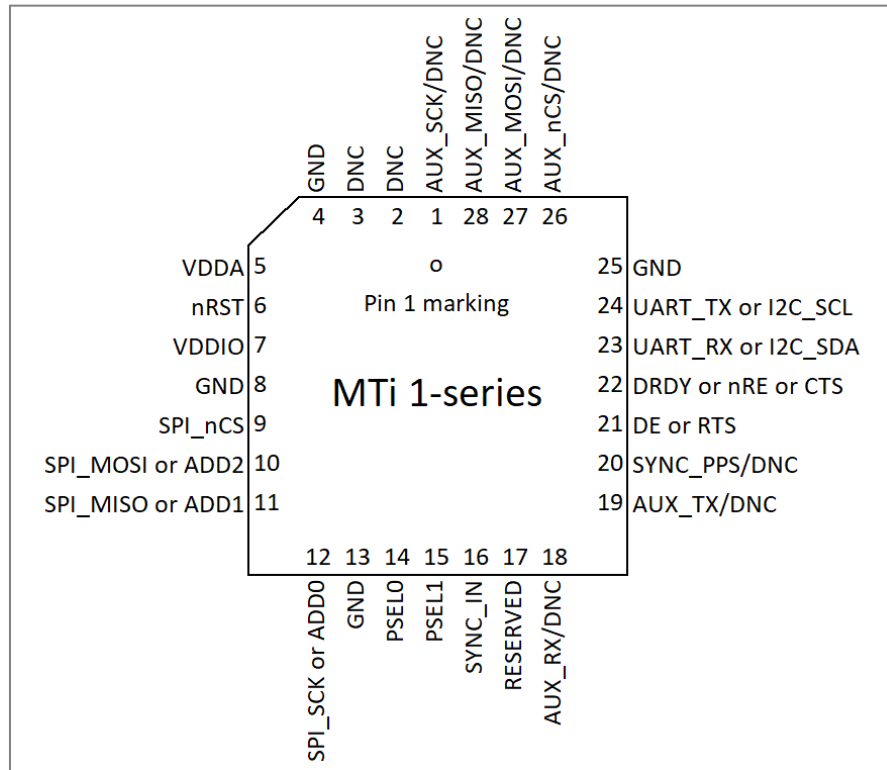 GND
DNC
DNC
AUX_SCK/DNC
AUX_MISO/DNC
AUX_MOSI/DNC
AUX_nCS/DNC
4 3 2 1 28 27 26
o
Pin 1 marking
MTi 1-series
VDDA 5
nRST 6
VDDIO 7
GND 8
SPI_nCS 9
SPI_MOSI or ADD2 10
SPI_MISO or ADD1 11
25 GND
24 UART_TX or I2C_SCL
23 UART_RX or I2C_SDA
22 DRDY or nRE or CTS
21 DE or RTS
20 SYNC_PPS/DNC
19 AUX_TX/DNC
12 13 14 15 16 17 18
SPI_SCK or ADD0
GND
PSEL0
PSEL1
SYNC_IN
RESERVED
AUX_RX/DNC